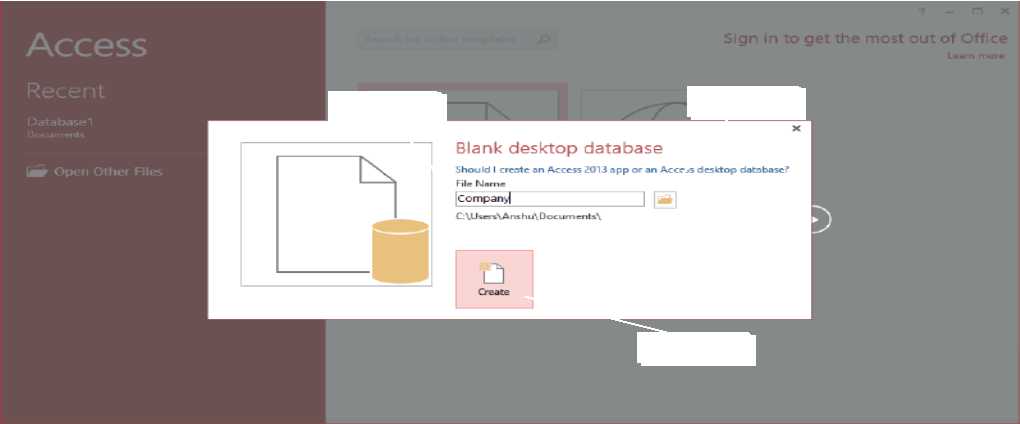 Access
Recent
Database1
Documents
Open Other Files
Search for online templates
?
Sign in to get the most out of Office
Learn more
Blank desktop database
Should I create an Access 2013 app or an Access desktop database?
File Name
Company
C:\Users\Anshu\Documents\
Create